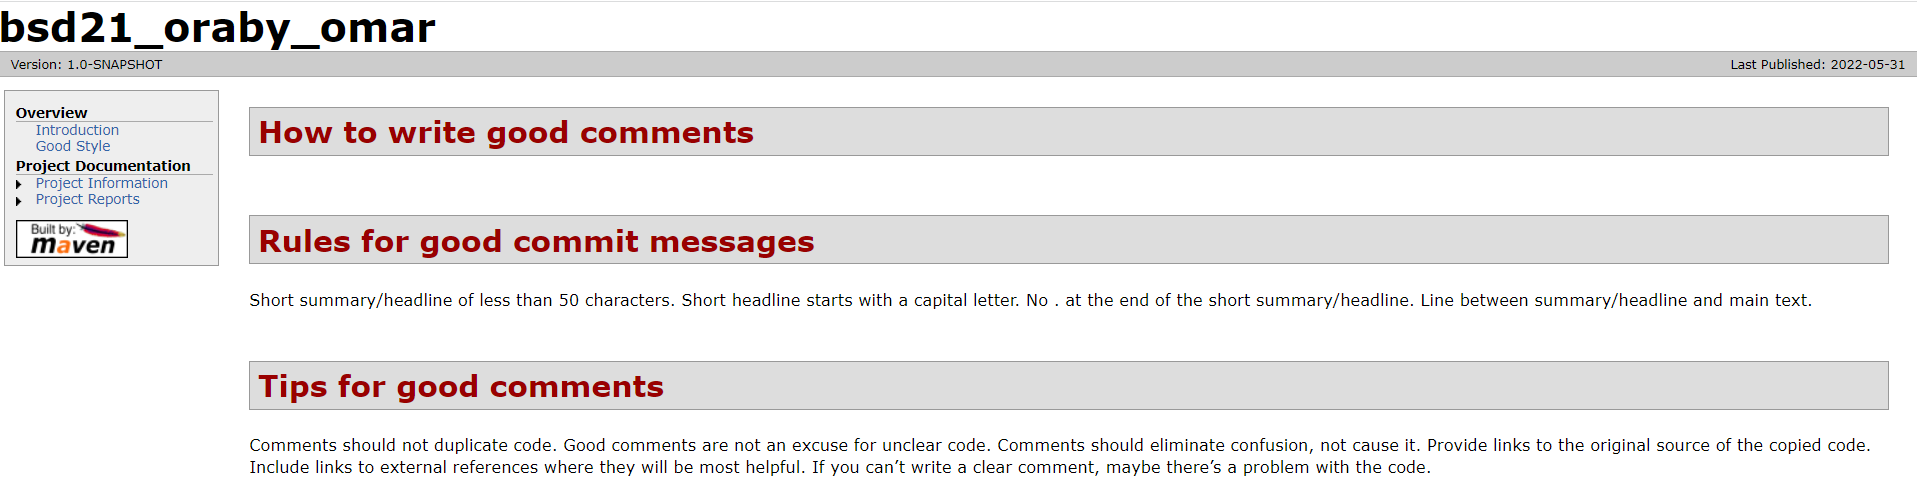 bsd21_oraby_omar
Version: 1.0-SNAPSHOT
Last Published: 2022-05-31
Overview
Introduction
Good Style
Project Documentation
Project Information
Project Reports
Built by:
maven
How to write good comments
Rules for good commit messages
Short summary/headline of less than 50 characters. Short headline starts with a capital letter. No . at the end of the short summary/headline. Line between summary/headline and main text.
Tips for good comments
Comments should not duplicate code. Good comments are not an excuse for unclear code. Comments should eliminate confusion, not cause it. Provide links to the original source of the copied code.
Include links to external references where they will be most helpful. If you can’t write a clear comment, maybe there’s a problem with the code.